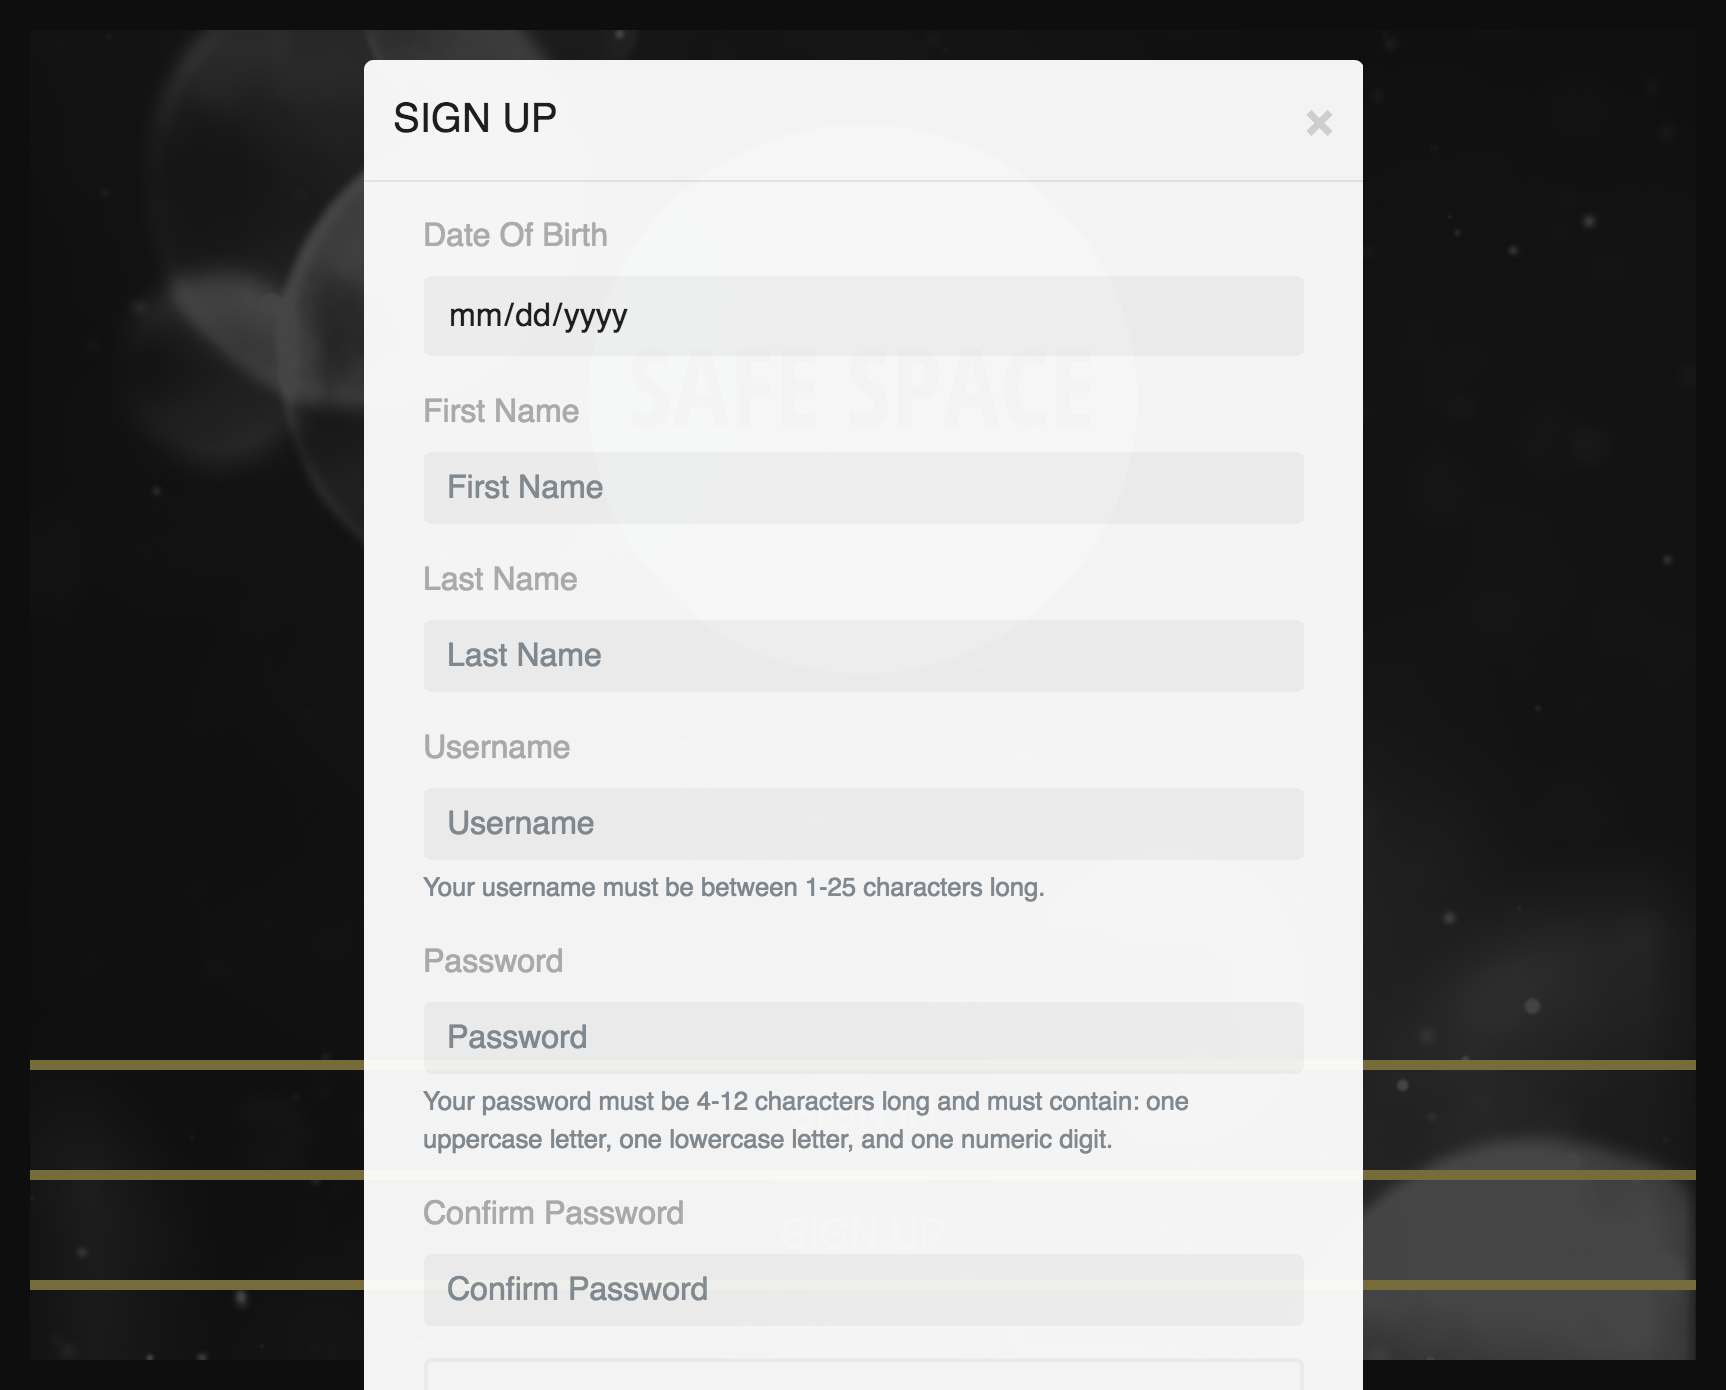 SIGN UP
×
Date Of Birth
mm/dd/yyyy
SAFE SPACE
First Name
First Name
Last Name
Last Name
Username
Username
Your username must be between 1-25 characters long.
Password
Password
Your password must be 4-12 characters long and must contain: one
uppercase letter, one lowercase letter, and one numeric digit.
Confirm Password
SIGN UP
Confirm Password